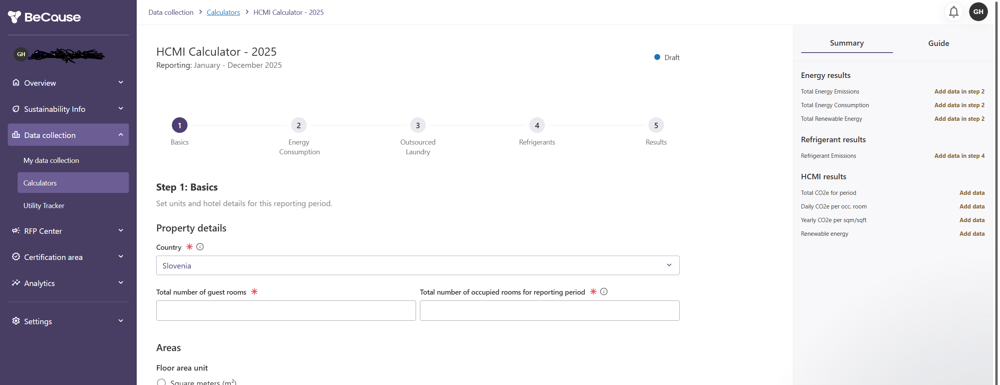 BeCause
GH
Overview
Sustainability Info
Data collection
My data collection
Calculators
Utility Tracker
RFP Center
Certification area
Analytics
Settings
Data collection > Calculators > HCMI Calculator - 2025
GH
HCMI Calculator - 2025
Reporting: January - December 2025
Draft
1 2 3 4 5
Basics Energy Consumption Outsourced Laundry Refrigerants Results
Step 1: Basics
Set units and hotel details for this reporting period.
Property details
Country *
Slovenia
Total number of guest rooms * Total number of occupied rooms for reporting period *
Areas
Floor area unit
Square meters (m²)
Summary Guide
Energy results
Total Energy Emissions Add data in step 2
Total Energy Consumption Add data in step 2
Total Renewable Energy Add data in step 2
Refrigerant results
Refrigerant Emissions Add data in step 4
HCMI results
Total CO2e for period Add data
Daily CO2e per occ. room Add data
Yearly CO2e per sqm/sqft Add data
Renewable energy Add data